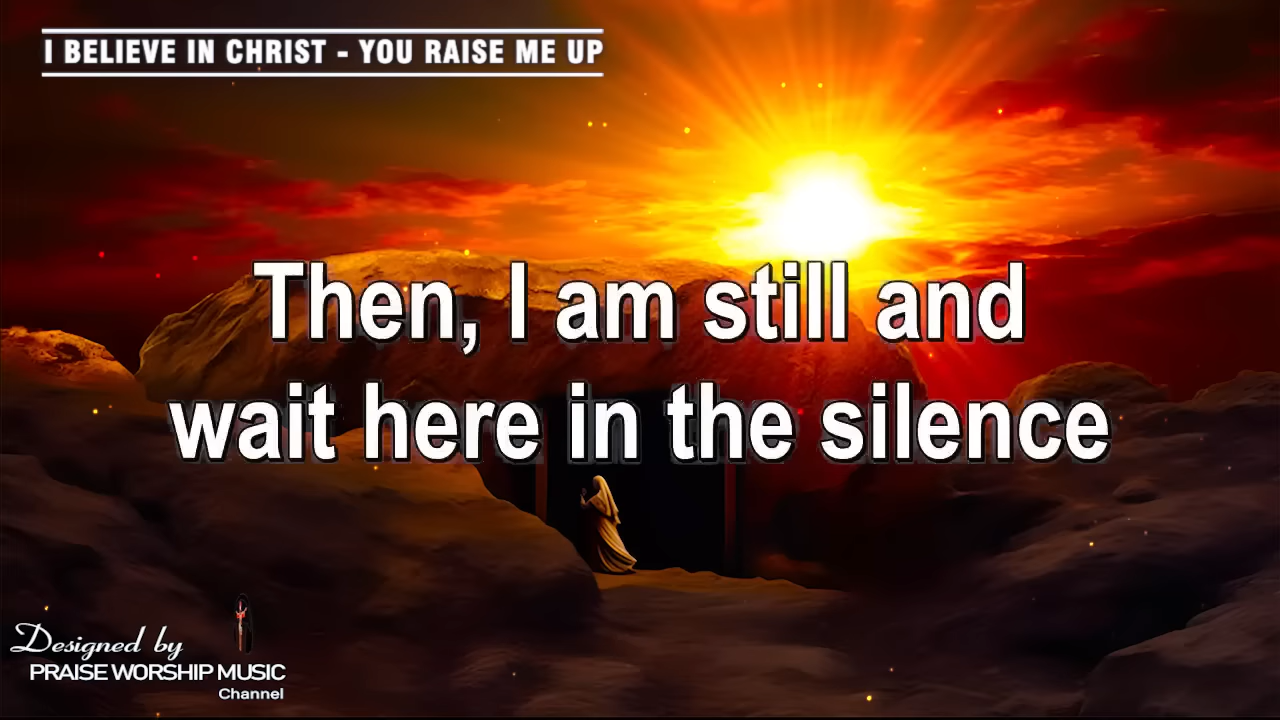 I BELIEVE IN CHRIST - YOU RAISE ME UP
Then, I am still and
wait here in the silence
Designed by
PRAISE WORSHIP MUSIC
Channel